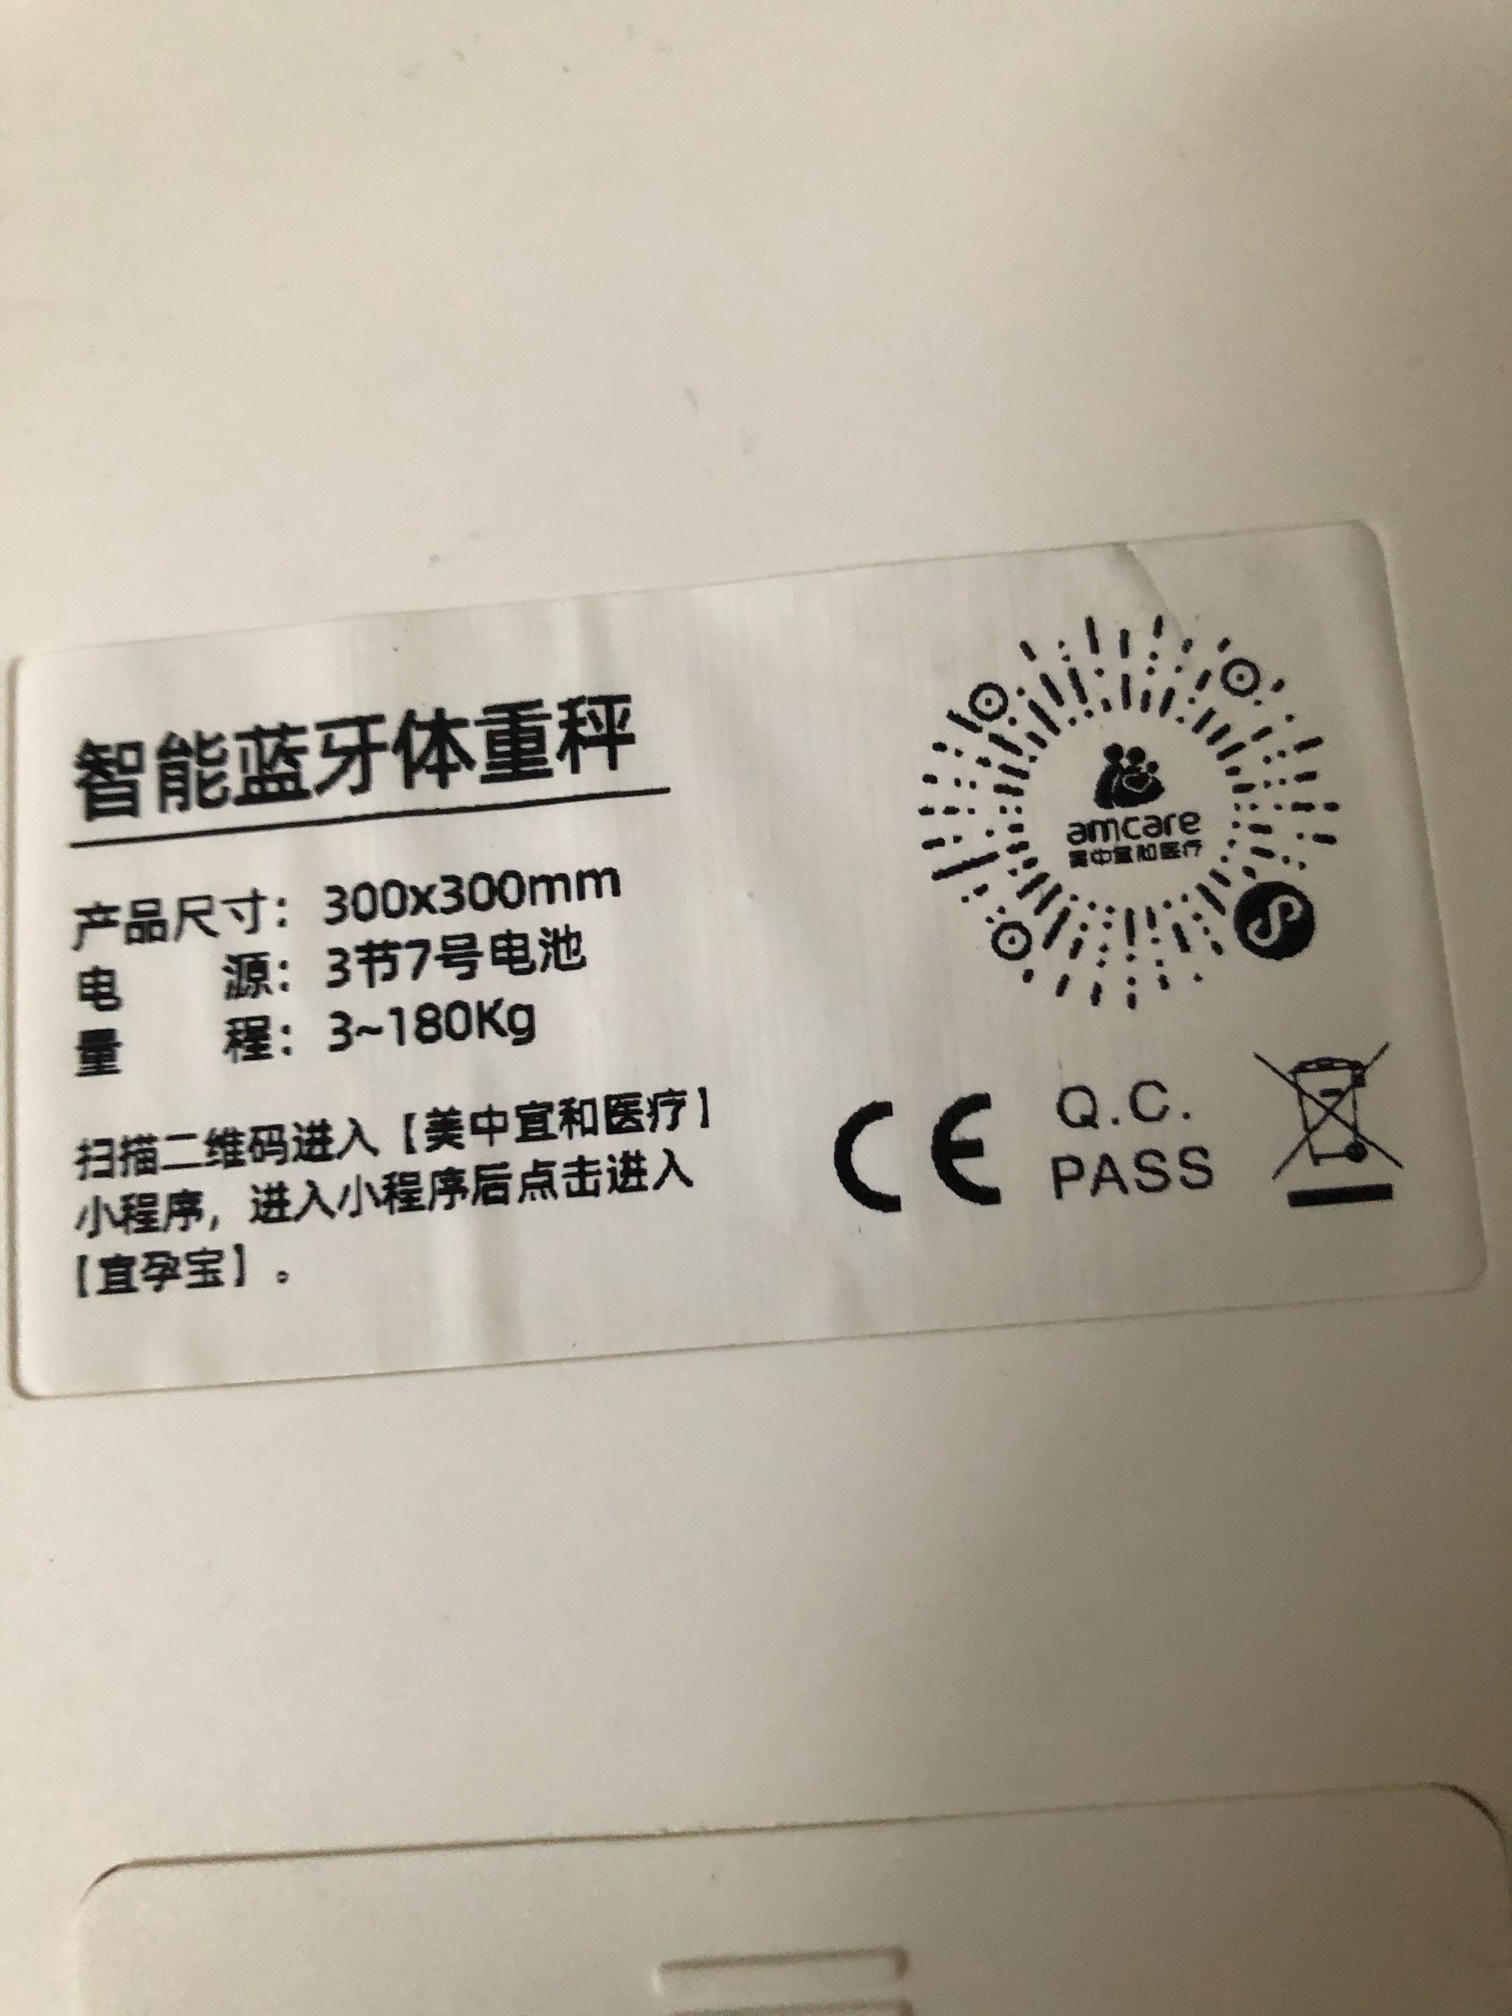 智能蓝牙体重秤
产品尺寸：300x300mm
电 源：3节7号电池
量 程：3~180Kg
扫描二维码进入【美中宜和医疗】
小程序，进入小程序后点击进入
【宜孕宝】。
amcare
美中宜和医疗
CE
Q.C.
PASS